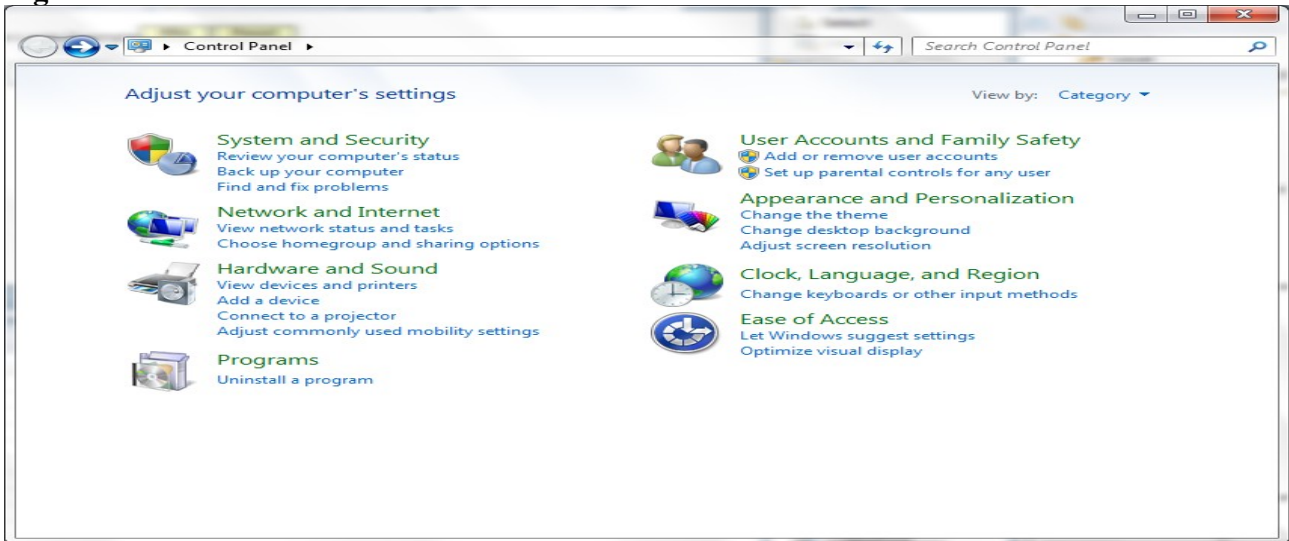 Control Panel
Search Control Panel
Adjust your computer's settings
View by: Category
System and Security
Review your computer's status
Back up your computer
Find and fix problems
Network and Internet
View network status and tasks
Choose homegroup and sharing options
Hardware and Sound
View devices and printers
Add a device
Connect to a projector
Adjust commonly used mobility settings
Programs
Uninstall a program
User Accounts and Family Safety
Add or remove user accounts
Set up parental controls for any user
Appearance and Personalization
Change the theme
Change desktop background
Adjust screen resolution
Clock, Language, and Region
Change keyboards or other input methods
Ease of Access
Let Windows suggest settings
Optimize visual display